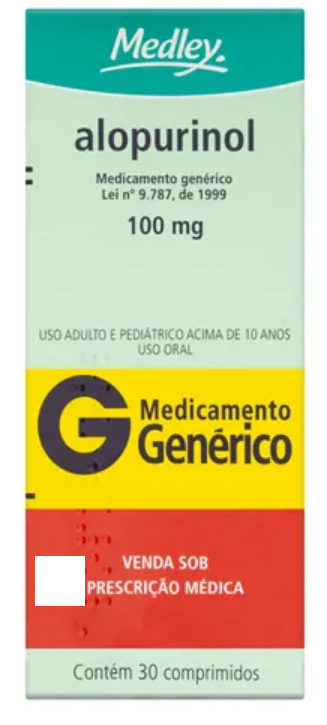 Medley.
alopurinol
Medicamento genérico
Lei nº 9.787, de 1999
100 mg
USO ADULTO E PEDIÁTRICO ACIMA DE 10 ANOS
USO ORAL
G Medicamento
Genérico
VENDA SOB
PRESCRIÇÃO MÉDICA
Contém 30 comprimidos